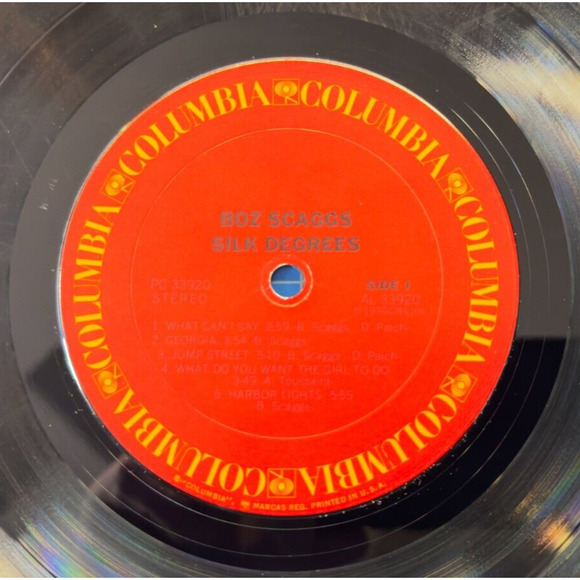 COLUMBIA COLUMBIA COLUMBIA COLUMBIA COLUMBIA COLUMBIA
BOZ SCAGGS
SILK DEGREES
PC 33920
STEREO
SIDE 1
AL 33920
1. WHAT CAN I SAY 2:59 -B. Scaggs, D. Paich-
2. GEORGIA 3:54 -B. Scaggs-
3. JUMP STREET 5:10 -B. Scaggs, D. Paich-
4. WHAT DO YOU WANT THE GIRL TO DO
3:49 -A. Toussaint-
5. HARBOR LIGHTS 5:55
-B. Scaggs-
® "COLUMBIA", MARCAS REG. PRINTED IN U.S.A.